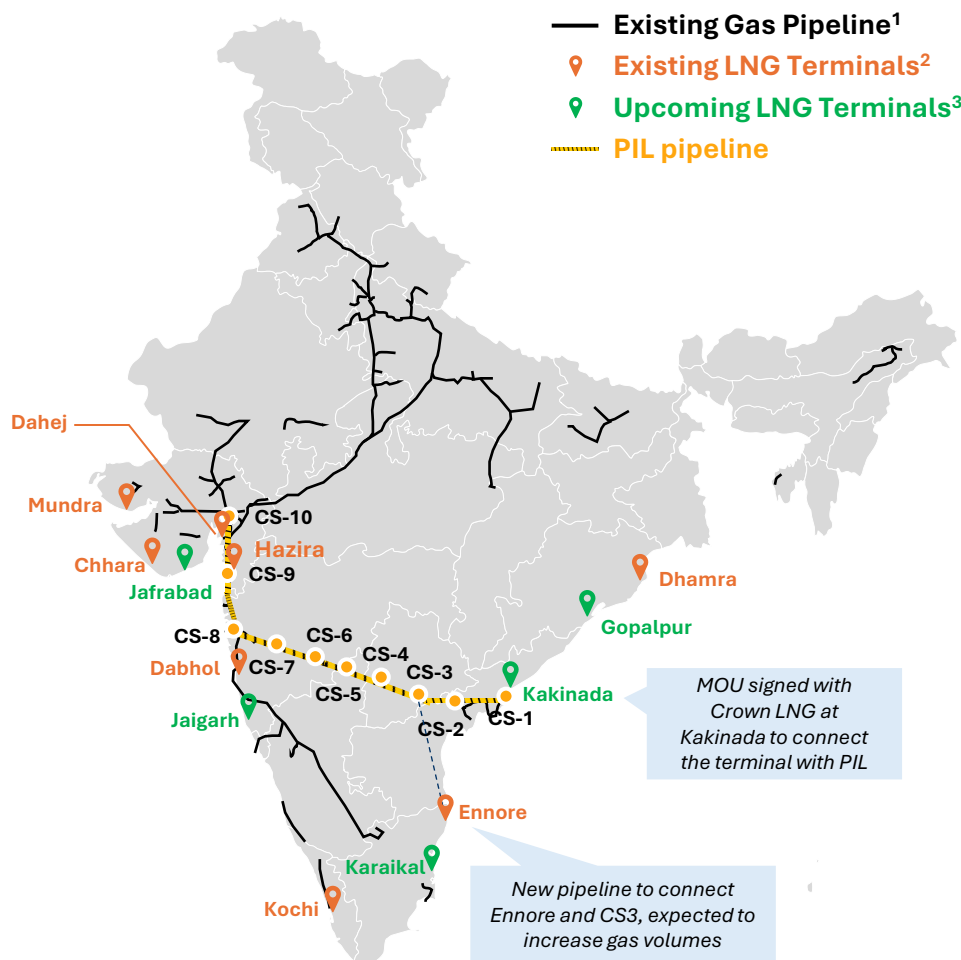 Existing Gas Pipeline¹
Existing LNG Terminals²
Upcoming LNG Terminals³
PIL pipeline
Dahej
Mundra
CS-10
Chhara
Hazira
Jafrabad
CS-9
Dhamra
Gopalpur
CS-8
CS-6
Dabhol
CS-7
CS-4
CS-5
CS-3
Kakinada
Jaigarh
CS-2
CS-1
MOU signed with
Crown LNG at
Kakinada to connect
the terminal with PIL
Ennore
Karaikal
Kochi
New pipeline to connect
Ennore and CS3, expected to
increase gas volumes